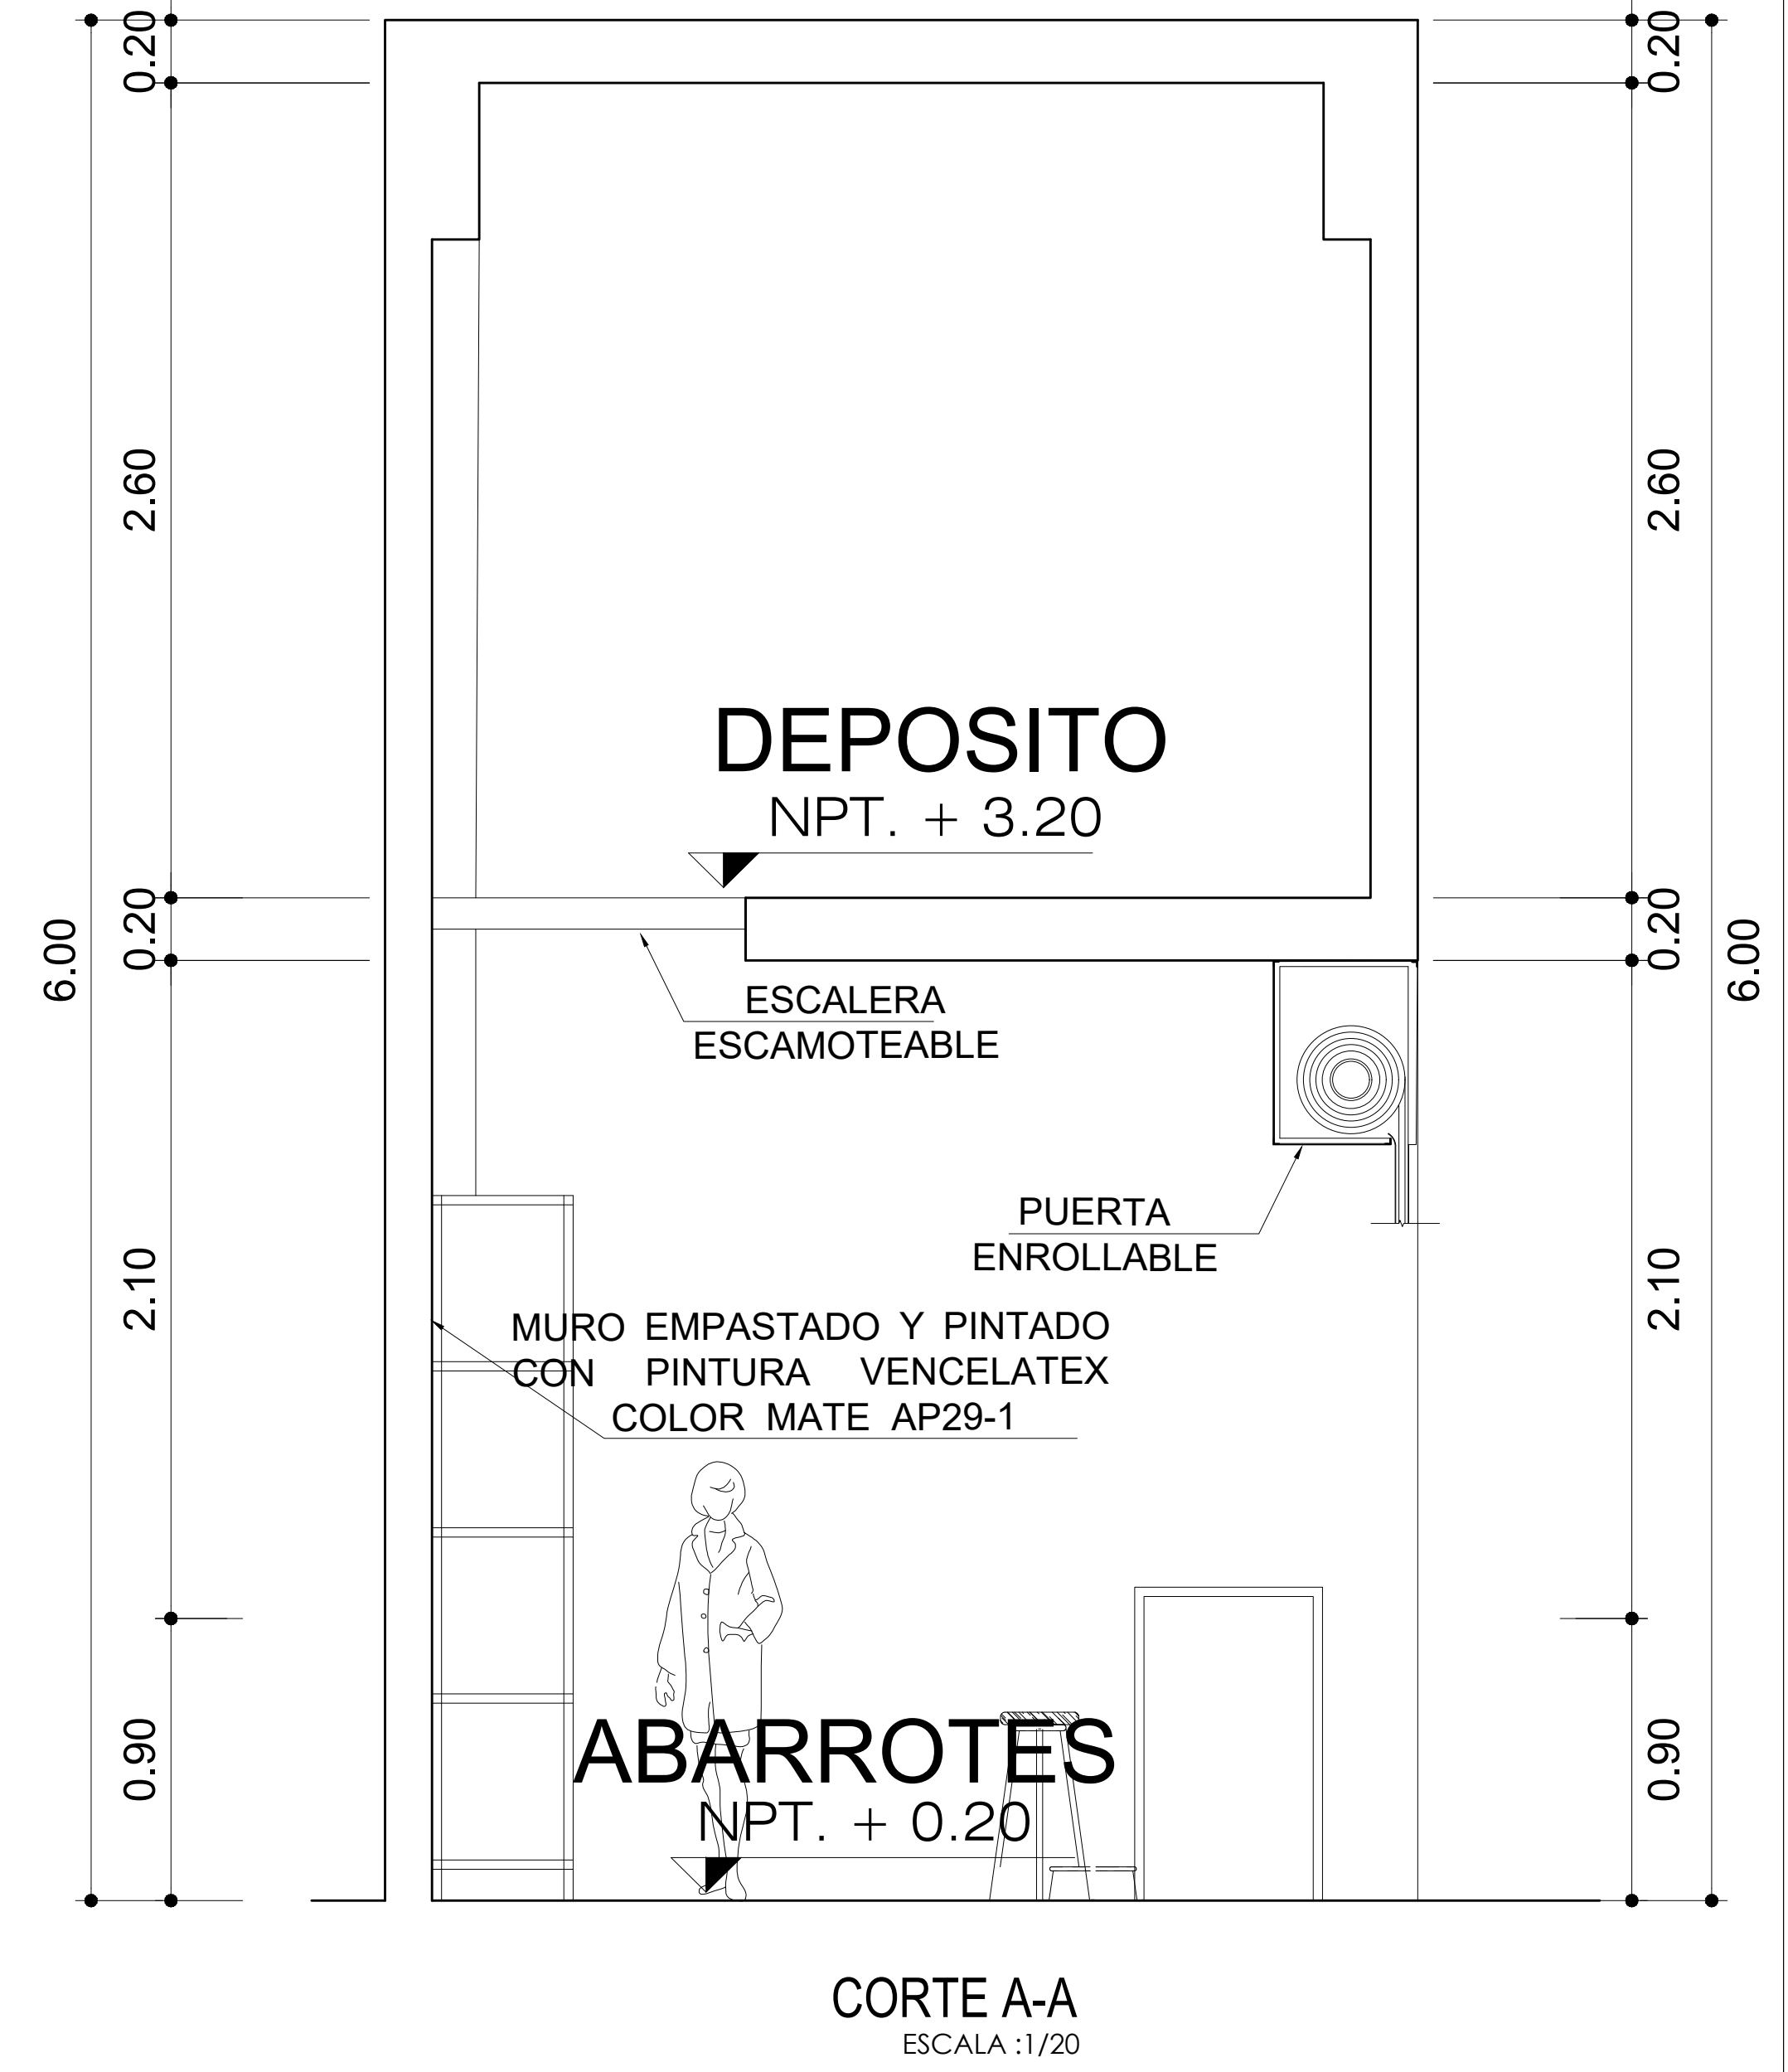 0.20
0.20
2.60
2.60
DEPOSITO
NPT. + 3.20
0.20
0.20
6.00
6.00
ESCALERA
ESCAMOTEABLE
PUERTA
ENROLLABLE
2.10
2.10
MURO EMPASTADO Y PINTADO
CON PINTURA VENCELATEX
COLOR MATE AP29-1
0.90
0.90
ABARROTES
NPT. + 0.20
CORTE A-A
ESCALA :1/20